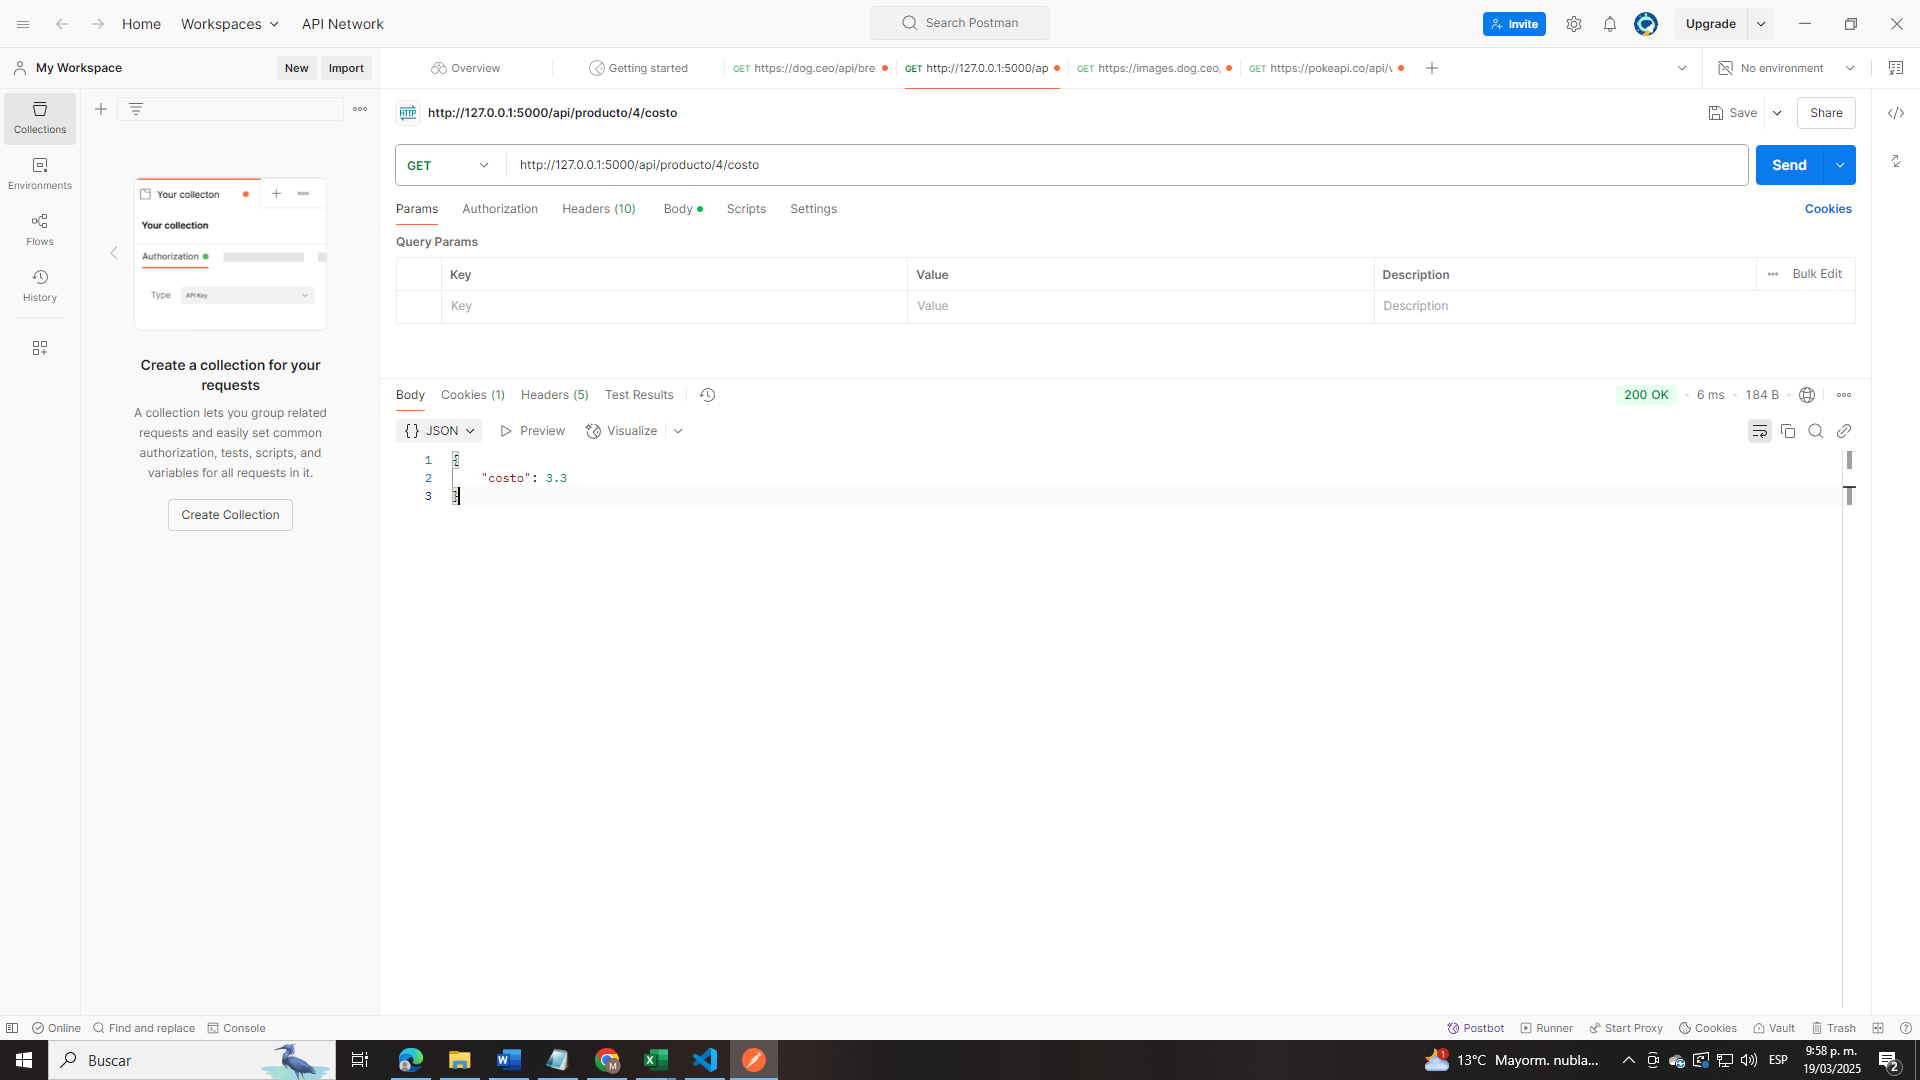 Home
Workspaces
API Network
Search Postman
Invite
Upgrade
My Workspace
New
Import
Overview
Getting started
GET https://dog.ceo/api/bre
GET http://127.0.0.1:5000/ap
GET https://images.dog.ceo,
GET https://pokeapi.co/api/v
No environment
Collections
Environments
Flows
History
Your collecton
Your collection
Authorization
Type
API Key
Create a collection for your
requests
A collection lets you group related
requests and easily set common
authorization, tests, scripts, and
variables for all requests in it.
Create Collection
HTTP http://127.0.0.1:5000/api/producto/4/costo
Save
Share
GET http://127.0.0.1:5000/api/producto/4/costo
Send
Params Authorization Headers (10) Body Scripts Settings
Cookies
Query Params
Key Value Description Bulk Edit
Key Value Description
Body Cookies (1) Headers (5) Test Results
200 OK 6 ms 184 B
{} JSON Preview Visualize
1 {
2 "costo": 3.3
3 }
Online Find and replace Console
Postbot Runner Start Proxy Cookies Vault Trash
Buscar
M
1
13°C Mayorm. nubla...
ESP
9:58 p. m.
19/03/2025
2